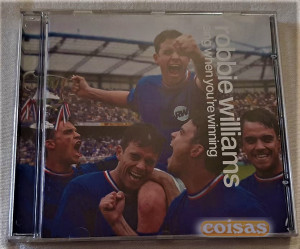 robbie williams
sing when you're winning
coisas